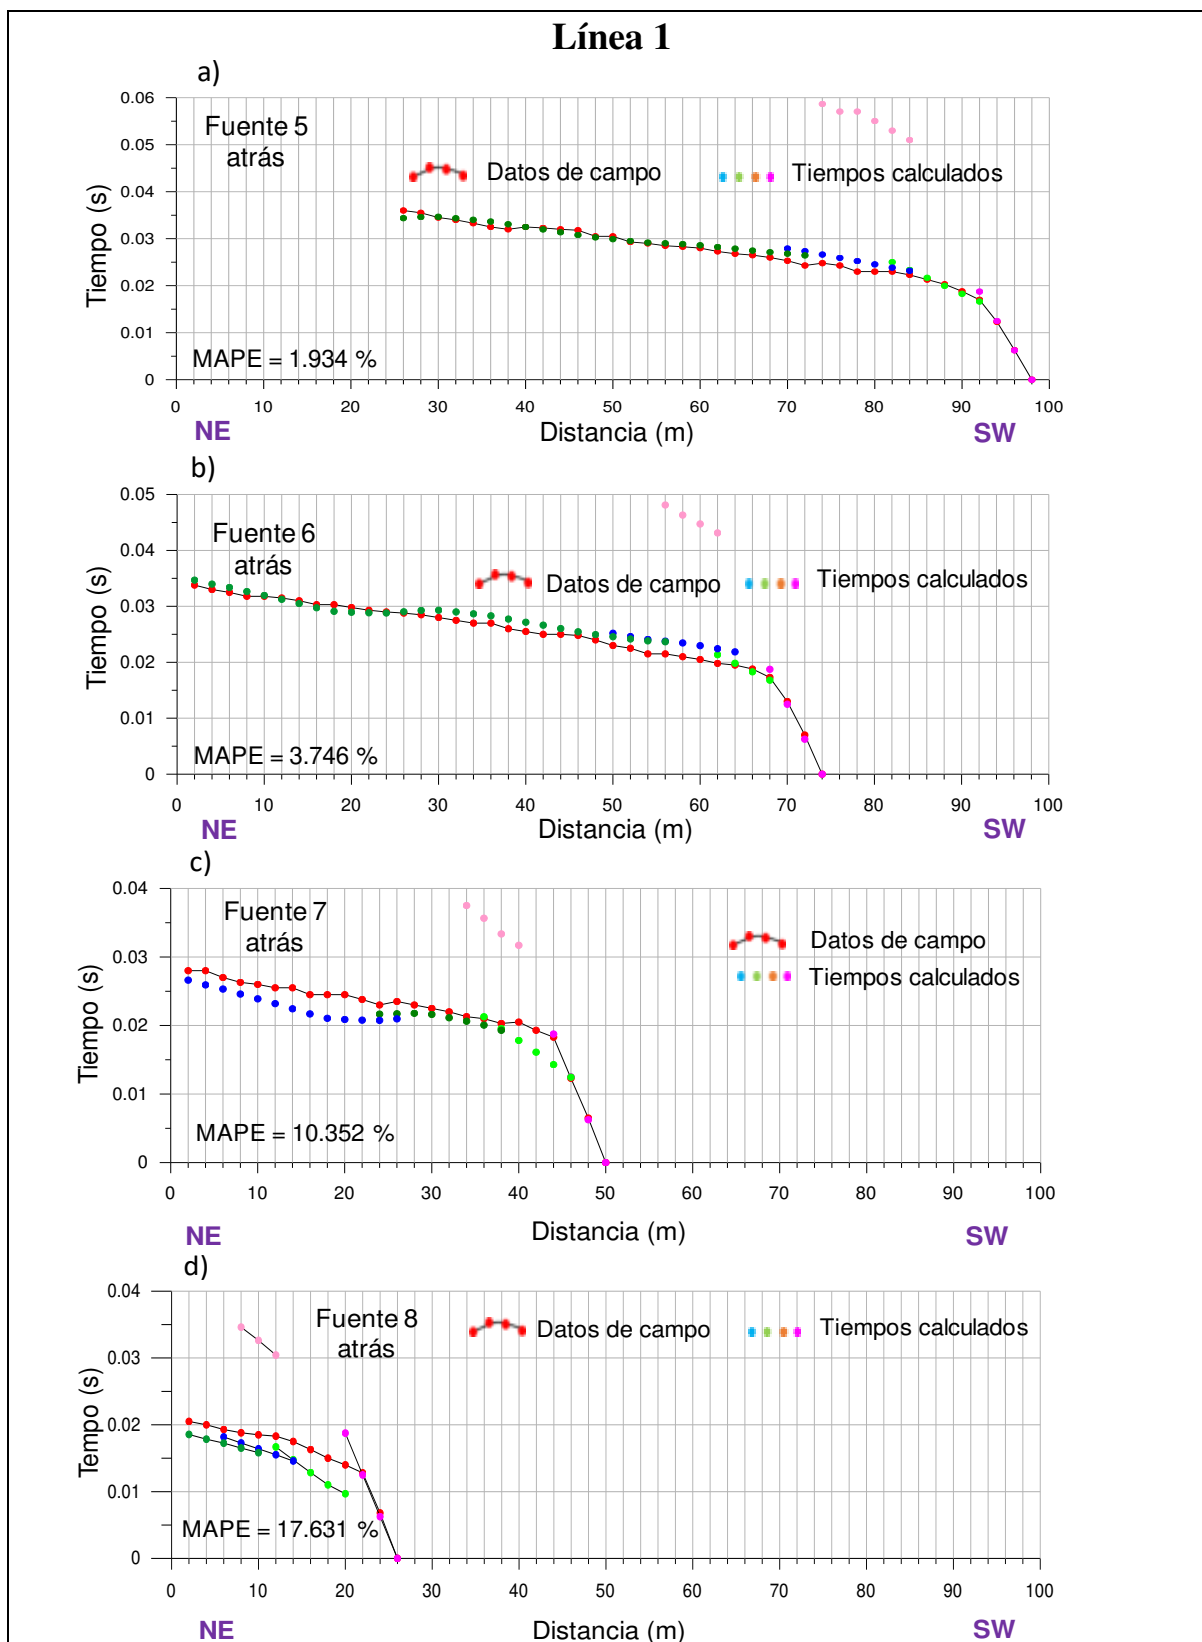 Línea 1
a)
0.06
0.05
0.04
0.03
0.02
0.01
0
Tiempo (s)
Fuente 5
atrás
Datos de campo
Tiempos calculados
MAPE = 1.934 %
0 10 20 30 40 50 60 70 80 90 100
NE
Distancia (m)
SW
b)
0.05
0.04
0.03
0.02
0.01
0
Tiempo (s)
Fuente 6
atrás
Datos de campo
Tiempos calculados
MAPE = 3.746 %
0 10 20 30 40 50 60 70 80 90 100
NE
Distancia (m)
SW
c)
0.04
0.03
0.02
0.01
0
Tiempo (s)
Fuente 7
atrás
Datos de campo
Tiempos calculados
MAPE = 10.352 %
0 10 20 30 40 50 60 70 80 90 100
NE
Distancia (m)
SW
d)
0.04
0.03
0.02
0.01
0
Tempo (s)
Fuente 8
atrás
Datos de campo
Tiempos calculados
MAPE = 17.631 %
0 10 20 30 40 50 60 70 80 90 100
NE
Distancia (m)
SW